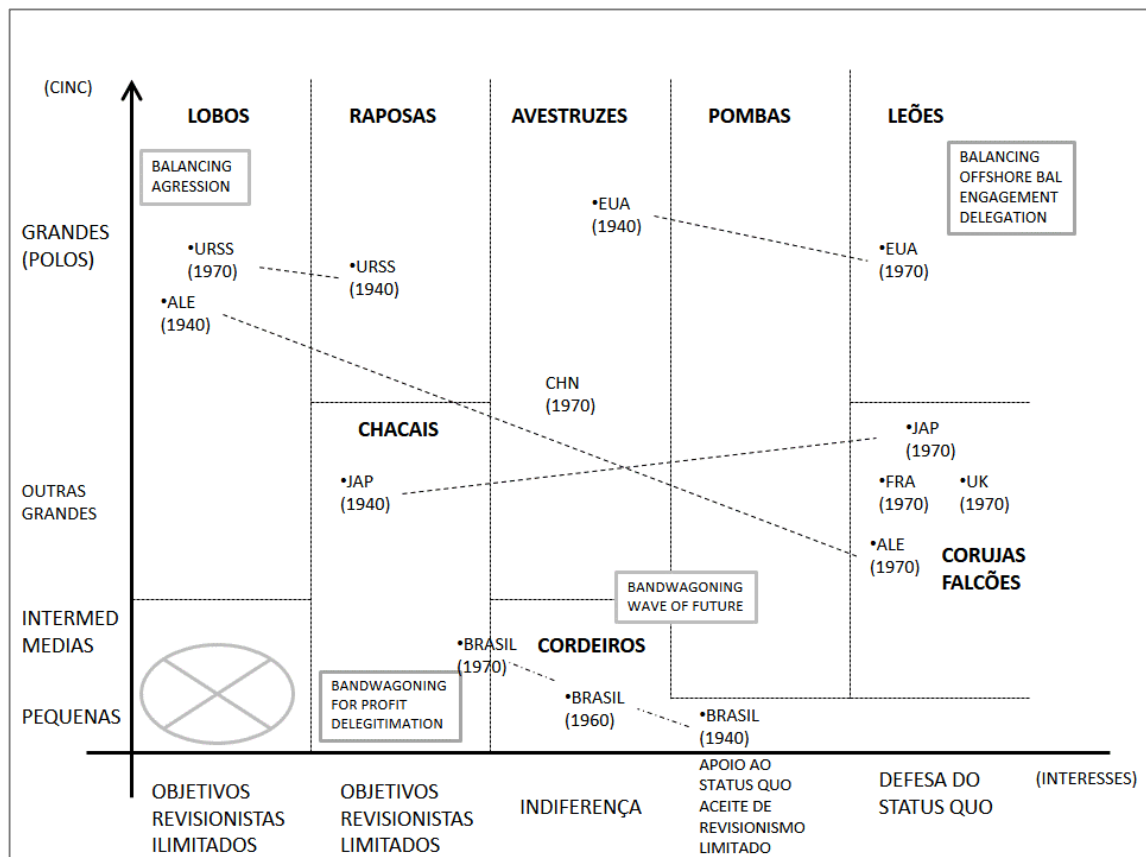 (CINC)
LOBOS
RAPOSAS
AVESTRUZES
POMBAS
LEÕES
BALANCING
AGRESSION
BALANCING
OFFSHORE BAL
ENGAGEMENT
DELEGATION
GRANDES
(POLOS)
•URSS
(1970)
•URSS
(1940)
•EUA
(1940)
•EUA
(1970)
•ALE
(1940)
CHN
(1970)
CHACAIS
•JAP
(1940)
•JAP
(1970)
OUTRAS
GRANDES
•FRA
(1970)
•UK
(1970)
•ALE
(1970)
CORUJAS
FALCÕES
BANDWAGONING
WAVE OF FUTURE
INTERMED
MEDIAS
•BRASIL
(1970)
CORDEIROS
BANDWAGONING
FOR PROFIT
DELEGITIMATION
•BRASIL
(1960)
•BRASIL
(1940)
PEQUENAS
OBJETIVOS
REVISIONISTAS
ILIMITADOS
OBJETIVOS
REVISIONISTAS
LIMITADOS
INDIFERENÇA
APOIO AO
STATUS QUO
ACEITE DE
REVISIONISMO
LIMITADO
DEFESA DO
STATUS QUO
(INTERESSES)